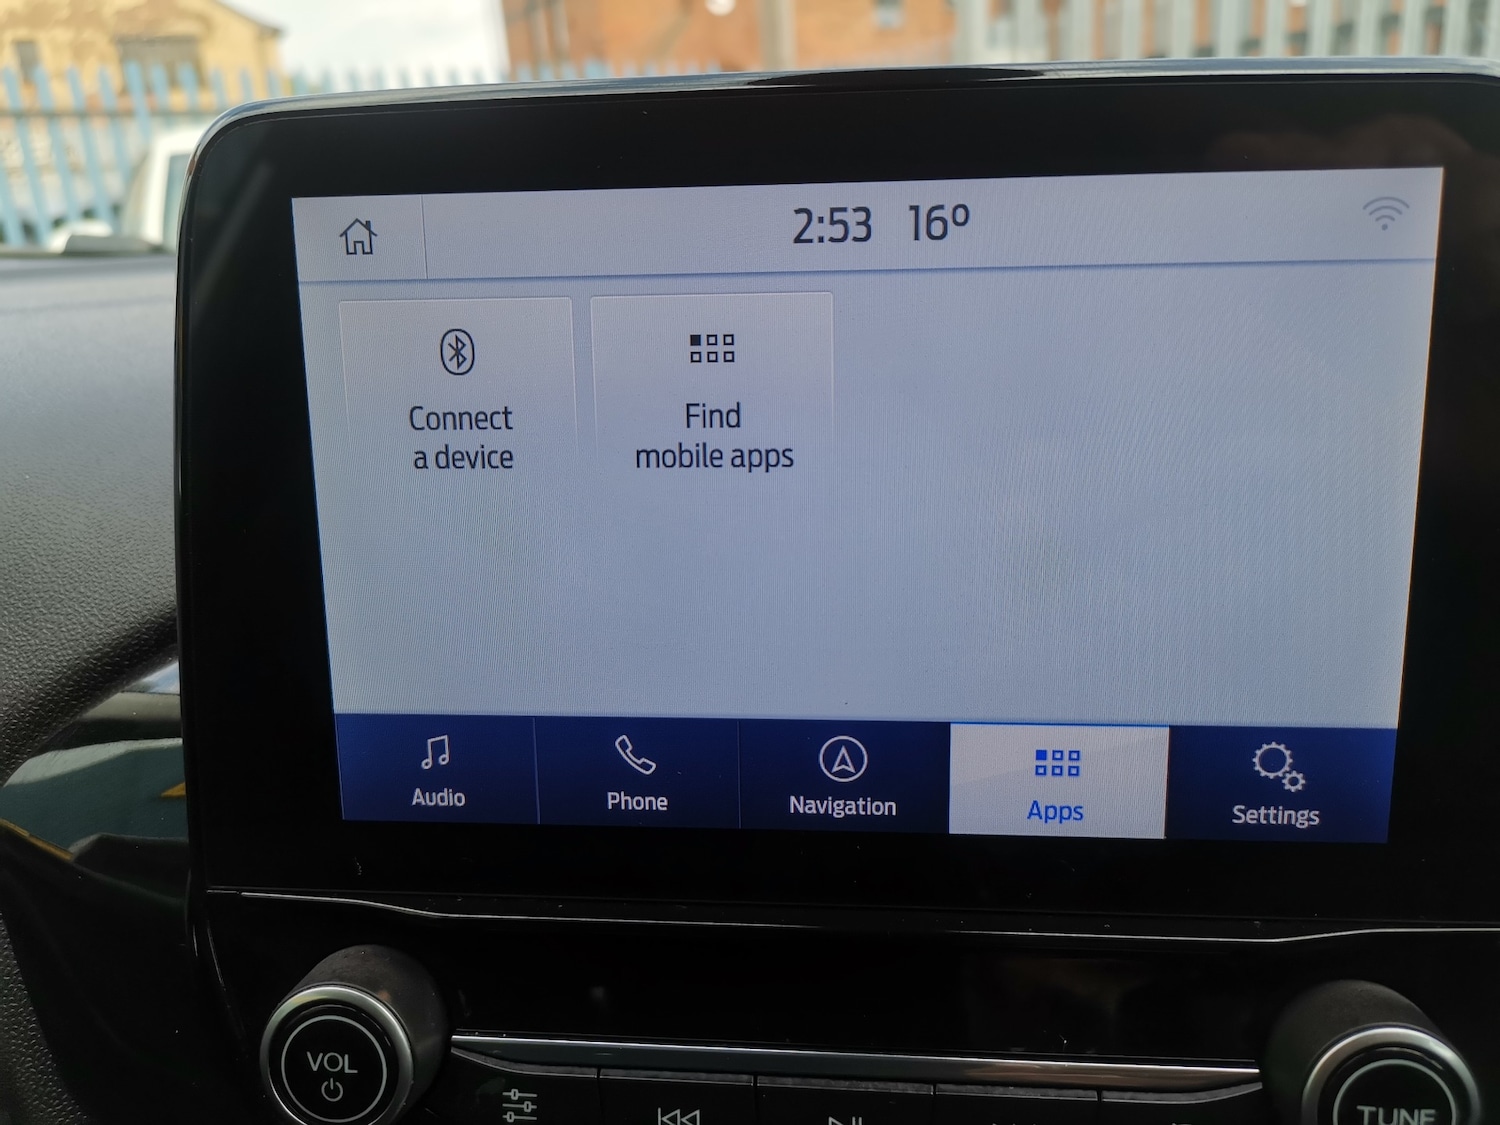 2:53 16º
Connect
a device
Find
mobile apps
Audio
Phone
Navigation
Apps
Settings
VOL
TUNE